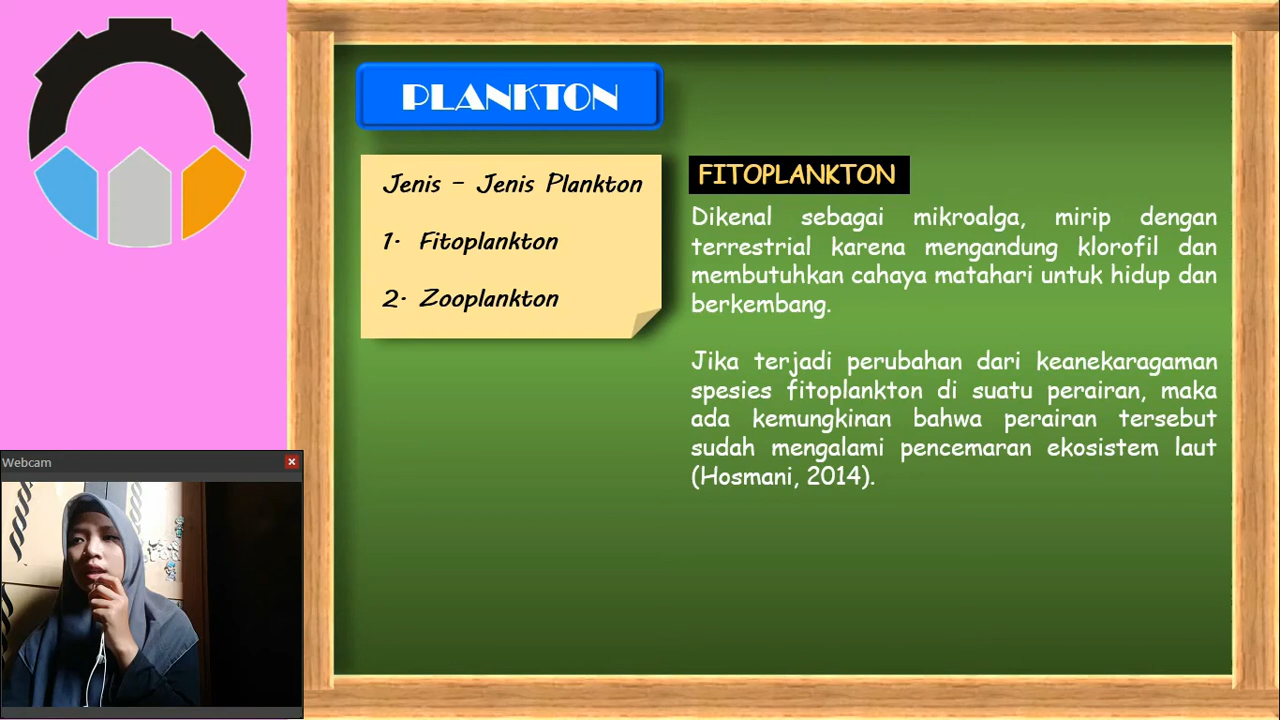 PLANKTON
Jenis - Jenis Plankton
1. Fitoplankton
2. Zooplankton
FITOPLANKTON
Dikenal sebagai mikroalga, mirip dengan
terrestrial karena mengandung klorofil dan
membutuhkan cahaya matahari untuk hidup dan
berkembang.
Jika terjadi perubahan dari keanekaragaman
spesies fitoplankton di suatu perairan, maka
ada kemungkinan bahwa perairan tersebut
sudah mengalami pencemaran ekosistem laut
(Hosmani, 2014).
Webcam